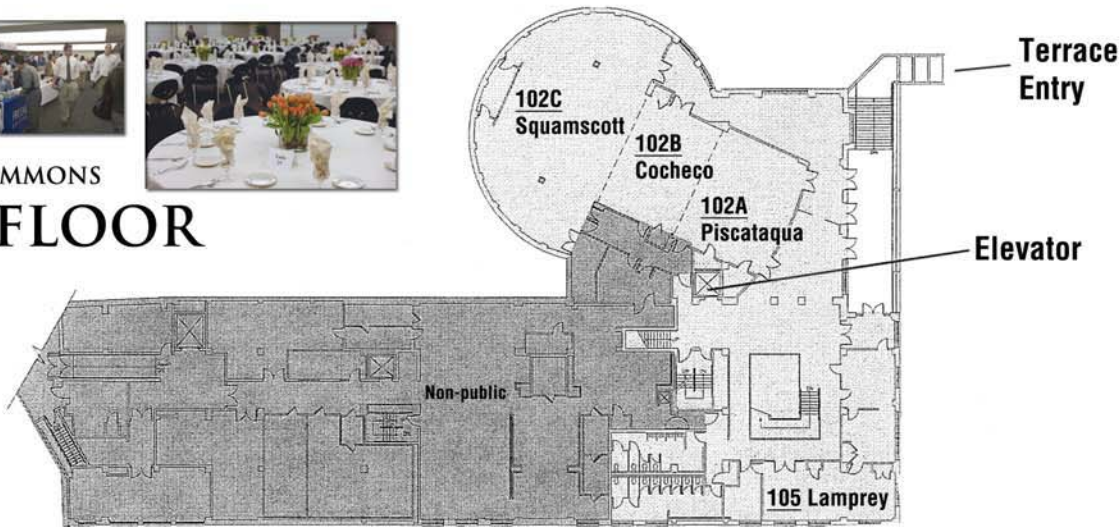 MMONS
FLOOR
102C
Squamscott
102B
Cocheco
102A
Piscataqua
Terrace
Entry
Elevator
Non-public
105 Lamprey